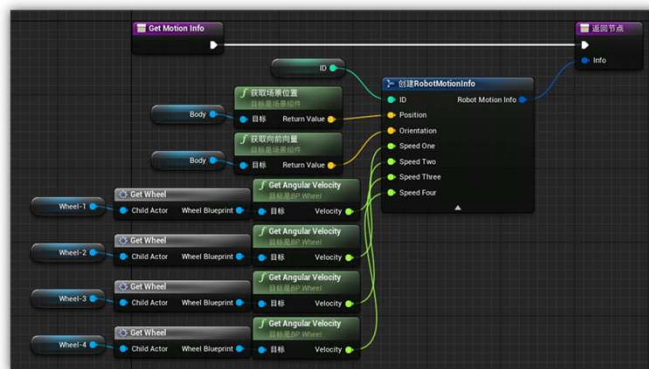 Get Motion Info
返回节点
Info
ID
创建RobotMotionInfo
ID
Robot Motion Info
Position
Orientation
Speed One
Speed Two
Speed Three
Speed Four
获取场景位置
目标是场景组件
Body
目标
Return Value
获取向前向量
目标是场景组件
Body
目标
Return Value
Wheel-1
Get Wheel
Child Actor
Wheel Blueprint
Get Angular Velocity
目标是BP Wheel
目标
Velocity
Wheel-2
Get Wheel
Child Actor
Wheel Blueprint
Get Angular Velocity
目标是BP Wheel
目标
Velocity
Wheel-3
Get Wheel
Child Actor
Wheel Blueprint
Get Angular Velocity
目标是BP Wheel
目标
Velocity
Wheel-4
Get Wheel
Child Actor
Wheel Blueprint
Get Angular Velocity
目标是BP Wheel
目标
Velocity